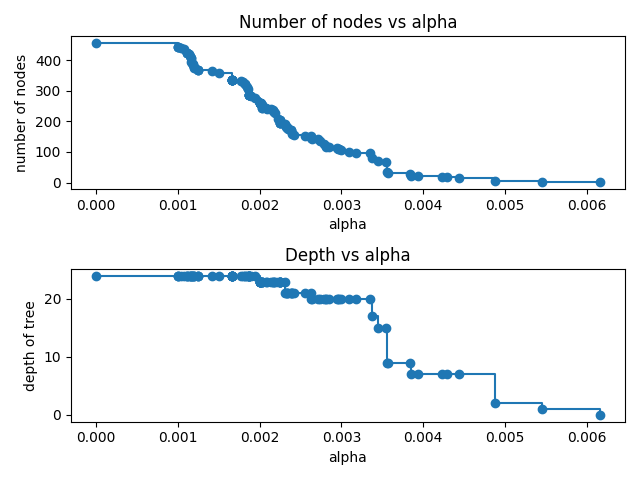 Number of nodes vs alpha
number of nodes
400
300
200
100
0
0.000 0.001 0.002 0.003 0.004 0.005 0.006
alpha
Depth vs alpha
depth of tree
20
10
0
0.000 0.001 0.002 0.003 0.004 0.005 0.006
alpha